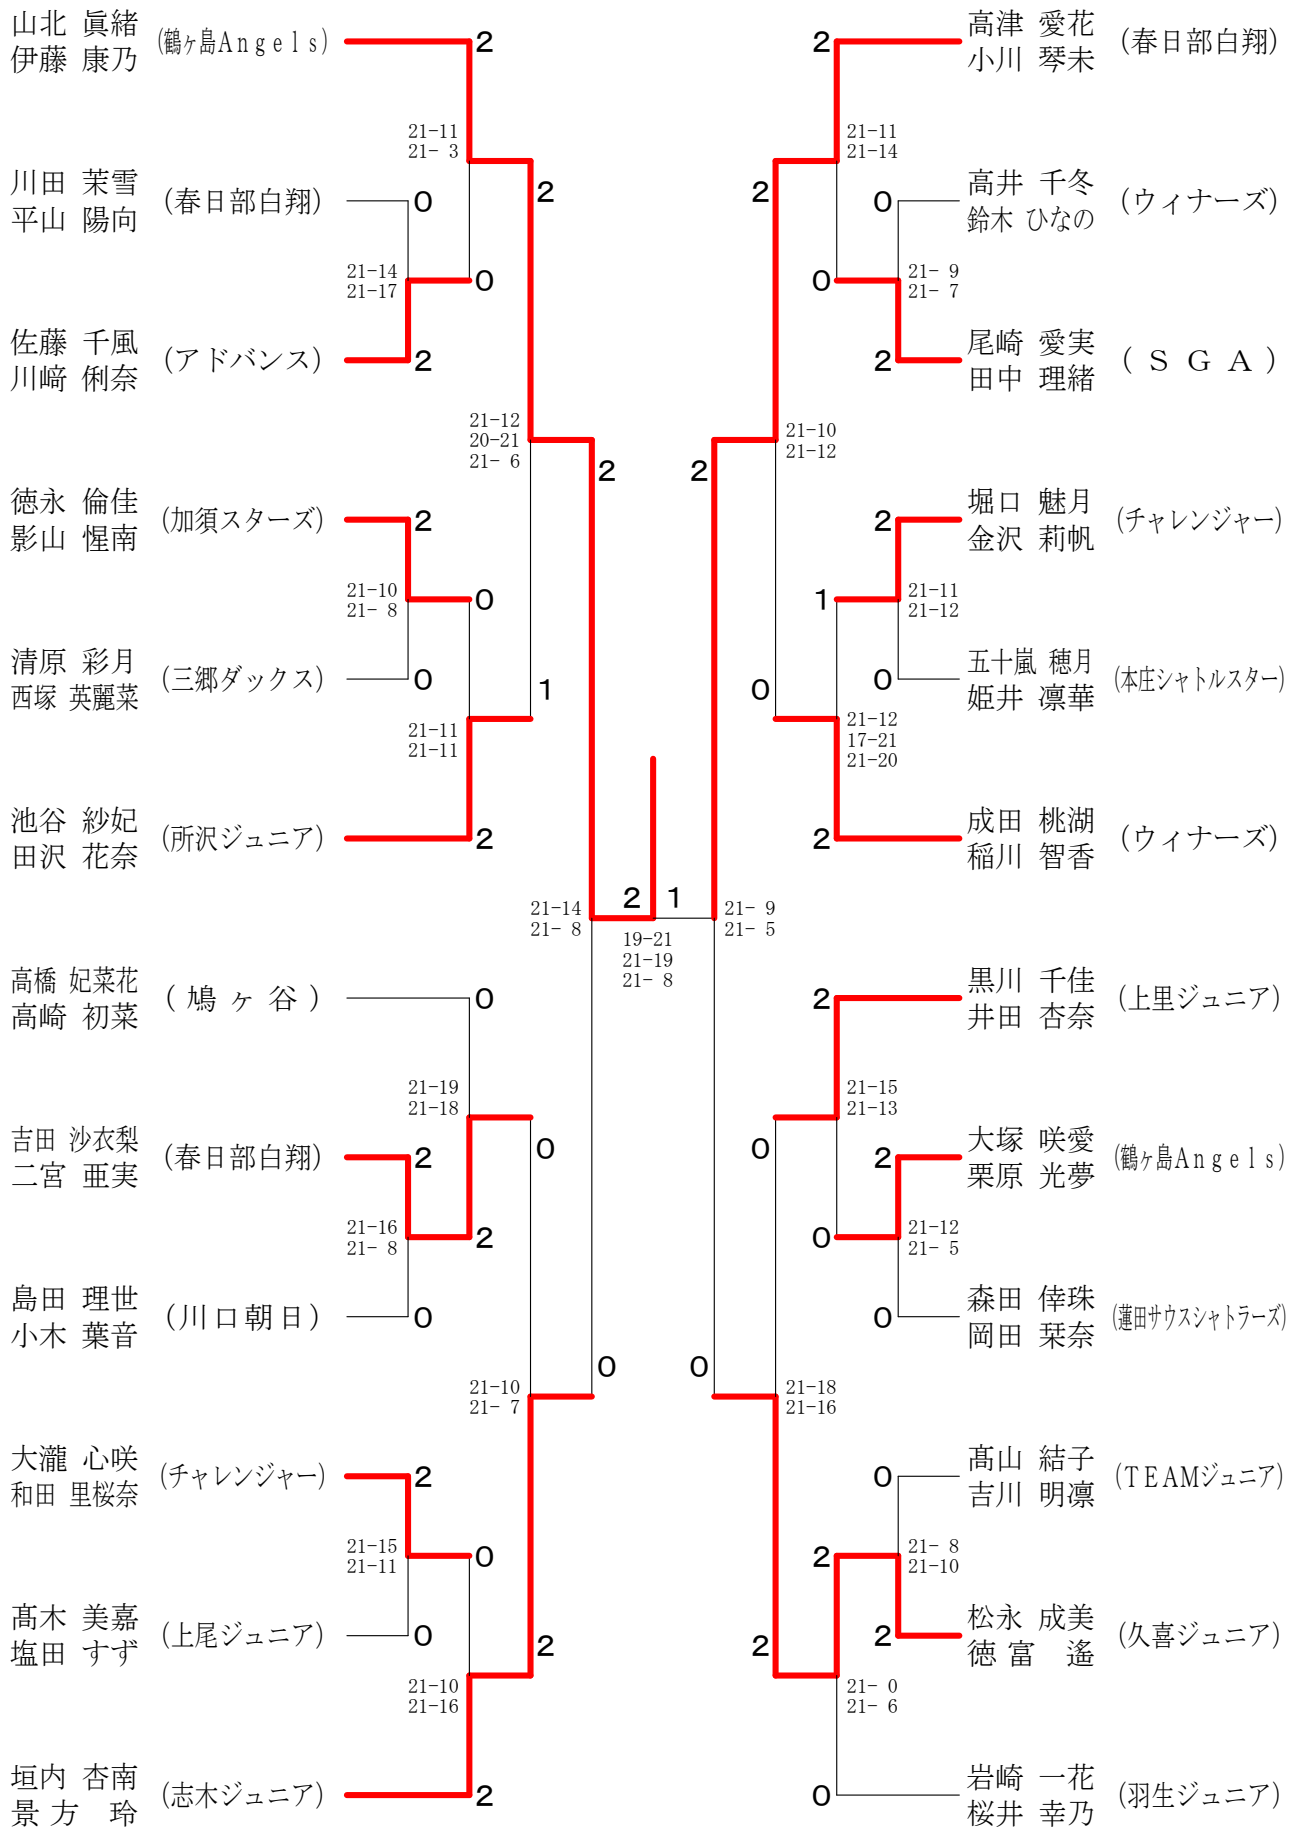 山北 眞緒
伊藤 康乃
(鶴ヶ島Angels)
2
21-11
21- 3
川田 茉雪
平山 陽向
(春日部白翔)
0
2
21-14
21-17
0
佐藤 千風
川﨑 俐奈
(アドバンス)
2
21-12
20-21
21- 6
2
徳永 倫佳
影山 惺南
(加須スターズ)
2
21-10
21- 8
0
清原 彩月
西塚 英麗菜
(三郷ダックス)
0
1
21-11
21-11
池谷 紗妃
田沢 花奈
(所沢ジュニア)
2
21-14
21- 8
2
1
19-21
21-19
21- 8
高橋 妃菜花
高崎 初菜
(鳩ヶ谷)
0
21-19
21-18
吉田 沙衣梨
二宮 亜実
(春日部白翔)
2
0
21-16
21- 8
2
島田 理世
小木 葉音
(川口朝日)
0
21-10
21- 7
0
大瀧 心咲
和田 里桜奈
(チャレンジャー)
2
21-15
21-11
0
髙木 美嘉
塩田 すず
(上尾ジュニア)
0
2
21-10
21-16
垣内 杏南
景方 玲
(志木ジュニア)
2
2
高津 愛花
小川 琴未
(春日部白翔)
21-11
21-14
2
0
高井 千冬
鈴木 ひなの
(ウィナーズ)
0
21- 9
21- 7
2
尾崎 愛実
田中 理緒
(SGA)
2
21-10
21-12
2
堀口 魅月
金沢 莉帆
(チャレンジャー)
1
21-11
21-12
0
0
五十嵐 穂月
姫井 凛華
(本庄シャトルスター)
21-12
17-21
21-20
2
成田 桃湖
稲川 智香
(ウィナーズ)
21- 9
21- 5
2
黒川 千佳
井田 杏奈
(上里ジュニア)
21-15
21-13
0
2
大塚 咲愛
栗原 光夢
(鶴ヶ島Angels)
0
21-12
21- 5
0
森田 倖珠
岡田 栞奈
(蓮田サウスシャトラーズ)
0
21-18
21-16
0
髙山 結子
吉川 明凛
(TEAMジュニア)
2
21- 8
21-10
2
2
松永 成美
徳富 遙
(久喜ジュニア)
21- 0
21- 6
0
岩崎 一花
桜井 幸乃
(羽生ジュニア)